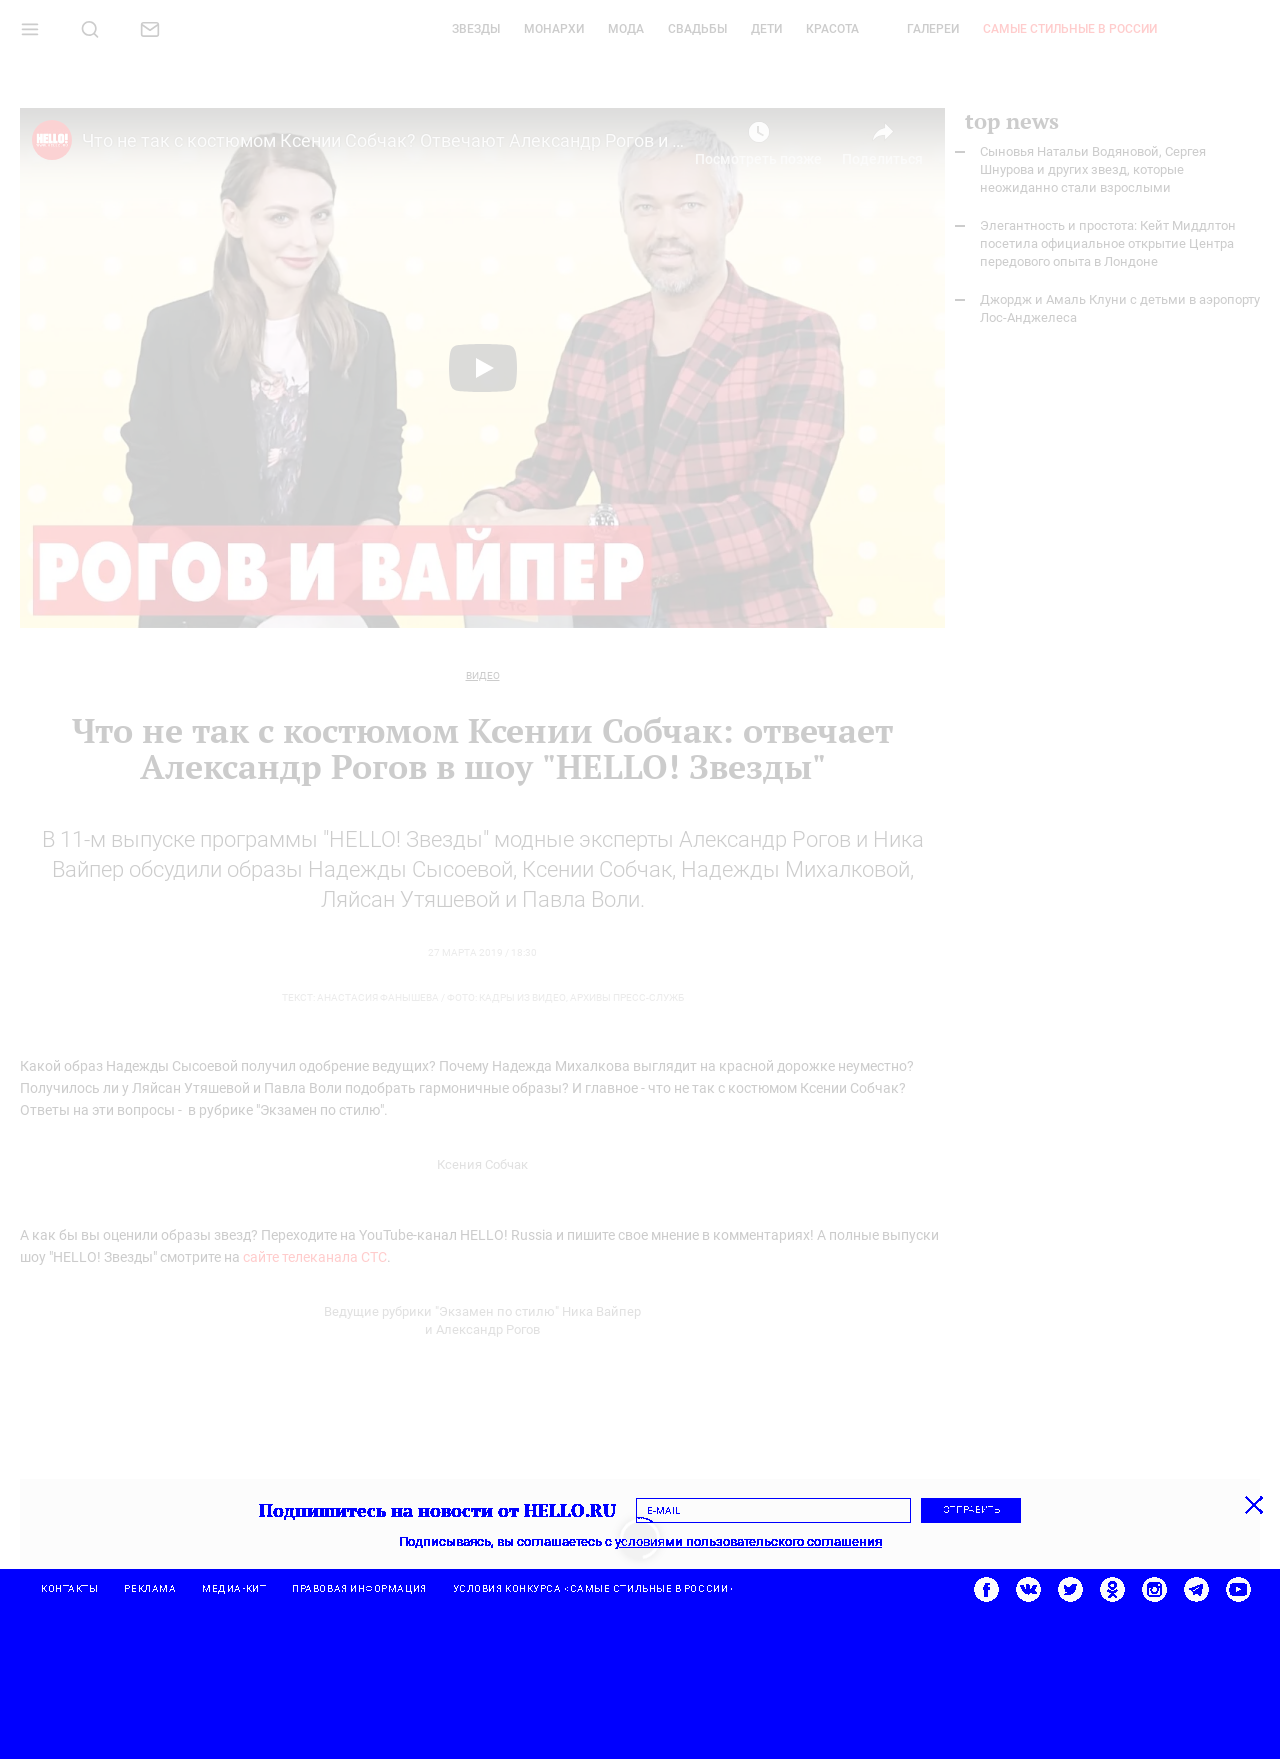 ЗВЕЗДЫ МОНАРХИ МОДА СВАДЬБЫ ДЕТИ КРАСОТА ГАЛЕРЕИ САМЫЕ СТИЛЬНЫЕ В РОССИИ
HELLO!
Что не так с костюмом Ксении Собчак? Отвечают Александр Рогов и ...
Посмотреть позже
Поделиться
РОГОВ И ВАЙПЕР
top news
Сыновья Натальи Водяновой, Сергея
Шнурова и других звезд, которые
неожиданно стали взрослыми
Элегантность и простота: Кейт Миддлтон
посетила официальное открытие Центра
передового опыта в Лондоне
Джордж и Амаль Клуни с детьми в аэропорту
Лос-Анджелеса
ВИДЕО
Что не так с костюмом Ксении Собчак: отвечает
Александр Рогов в шоу "HELLO! Звезды"
В 11-м выпуске программы "HELLO! Звезды" модные эксперты Александр Рогов и Ника
Вайпер обсудили образы Надежды Сысоевой, Ксении Собчак, Надежды Михалковой,
Ляйсан Утяшевой и Павла Воли.
27 МАРТА 2019 / 18:30
ТЕКСТ: АНАСТАСИЯ ФАНЫШЕВА / ФОТО: КАДРЫ ИЗ ВИДЕО, АРХИВЫ ПРЕСС-СЛУЖБ
Какой образ Надежды Сысоевой получил одобрение ведущих? Почему Надежда Михалкова выглядит на красной дорожке неуместно?
Получилось ли у Ляйсан Утяшевой и Павла Воли подобрать гармоничные образы? И главное - что не так с костюмом Ксении Собчак?
Ответы на эти вопросы - в рубрике "Экзамен по стилю".
Ксения Собчак
А как бы вы оценили образы звезд? Переходите на YouTube-канал HELLO! Russia и пишите свое мнение в комментариях! А полные выпуски
шоу "HELLO! Звезды" смотрите на сайте телеканала СТС.
Ведущие рубрики "Экзамен по стилю" Ника Вайпер
и Александр Рогов
Подпишитесь на новости от HELLO.RU
E-MAIL
ОТПРАВИТЬ
Подписываясь, вы соглашаетесь с условиями пользовательского соглашения
КОНТАКТЫ РЕКЛАМА МЕДИА-КИТ ПРАВОВАЯ ИНФОРМАЦИЯ УСЛОВИЯ КОНКУРСА «САМЫЕ СТИЛЬНЫЕ В РОССИИ»